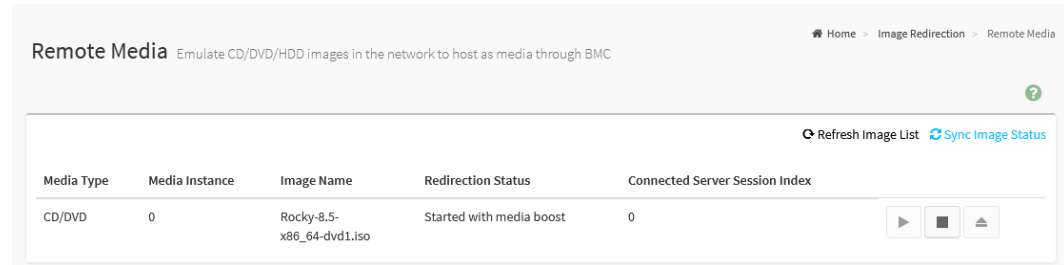 Home > Image Redirection > Remote Media
Remote Media Emulate CD/DVD/HDD images in the network to host as media through BMC
?
Refresh Image List Sync Image Status
Media Type Media Instance Image Name Redirection Status Connected Server Session Index
CD/DVD 0 Rocky-8.5- Started with media boost 0
x86_64-dvd1.iso